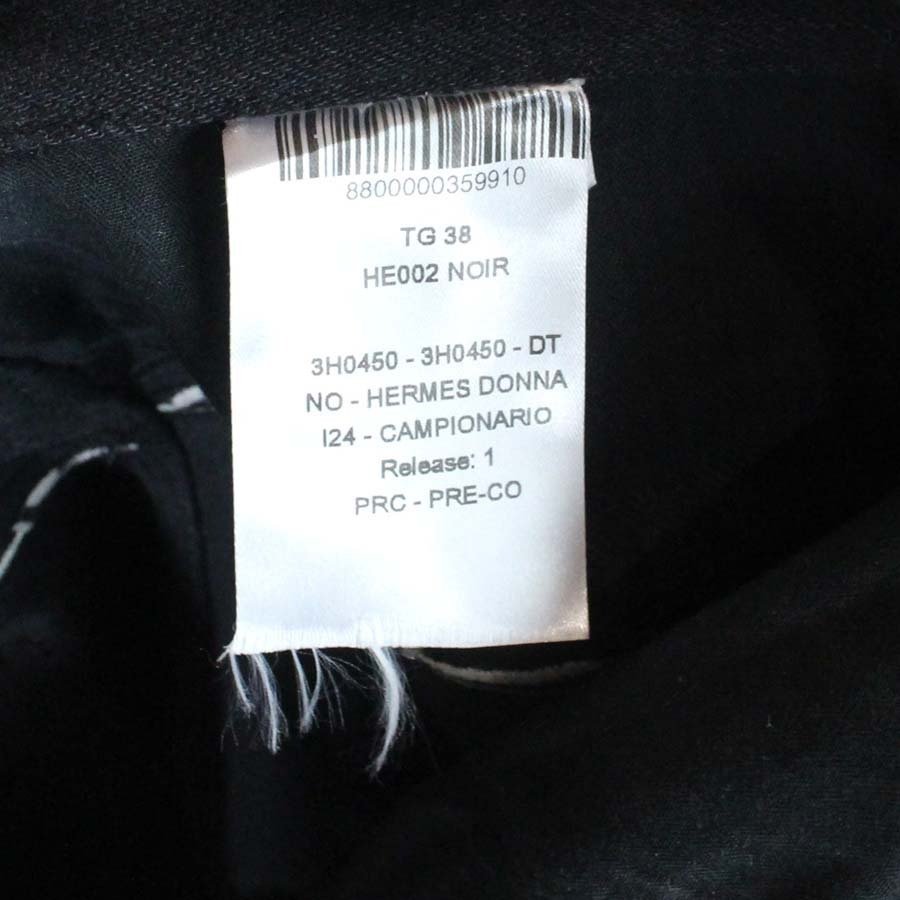 8800000359910
TG 38
HE002 NOIR
3H0450 - 3H0450 - DT
NO - HERMES DONNA
I24 - CAMPIONARIO
Release: 1
PRC - PRE-CO